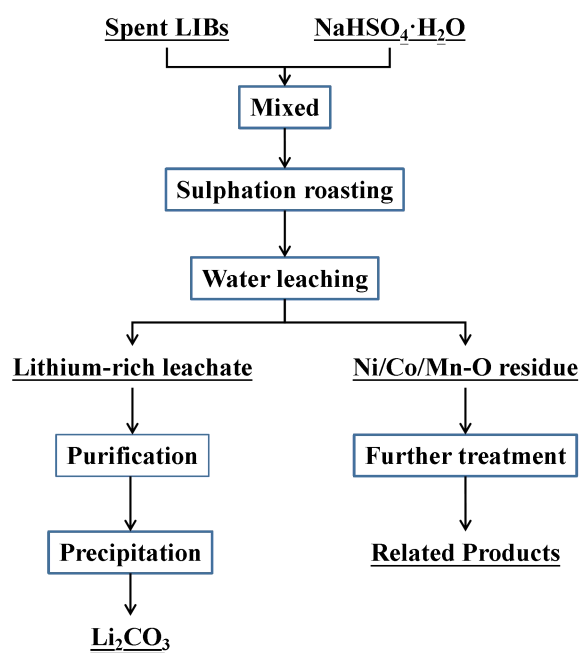 Spent LIBs
NaHSO₄·H₂O
Mixed
Sulphation roasting
Water leaching
Lithium-rich leachate
Ni/Co/Mn-O residue
Purification
Further treatment
Precipitation
Related Products
Li₂CO₃